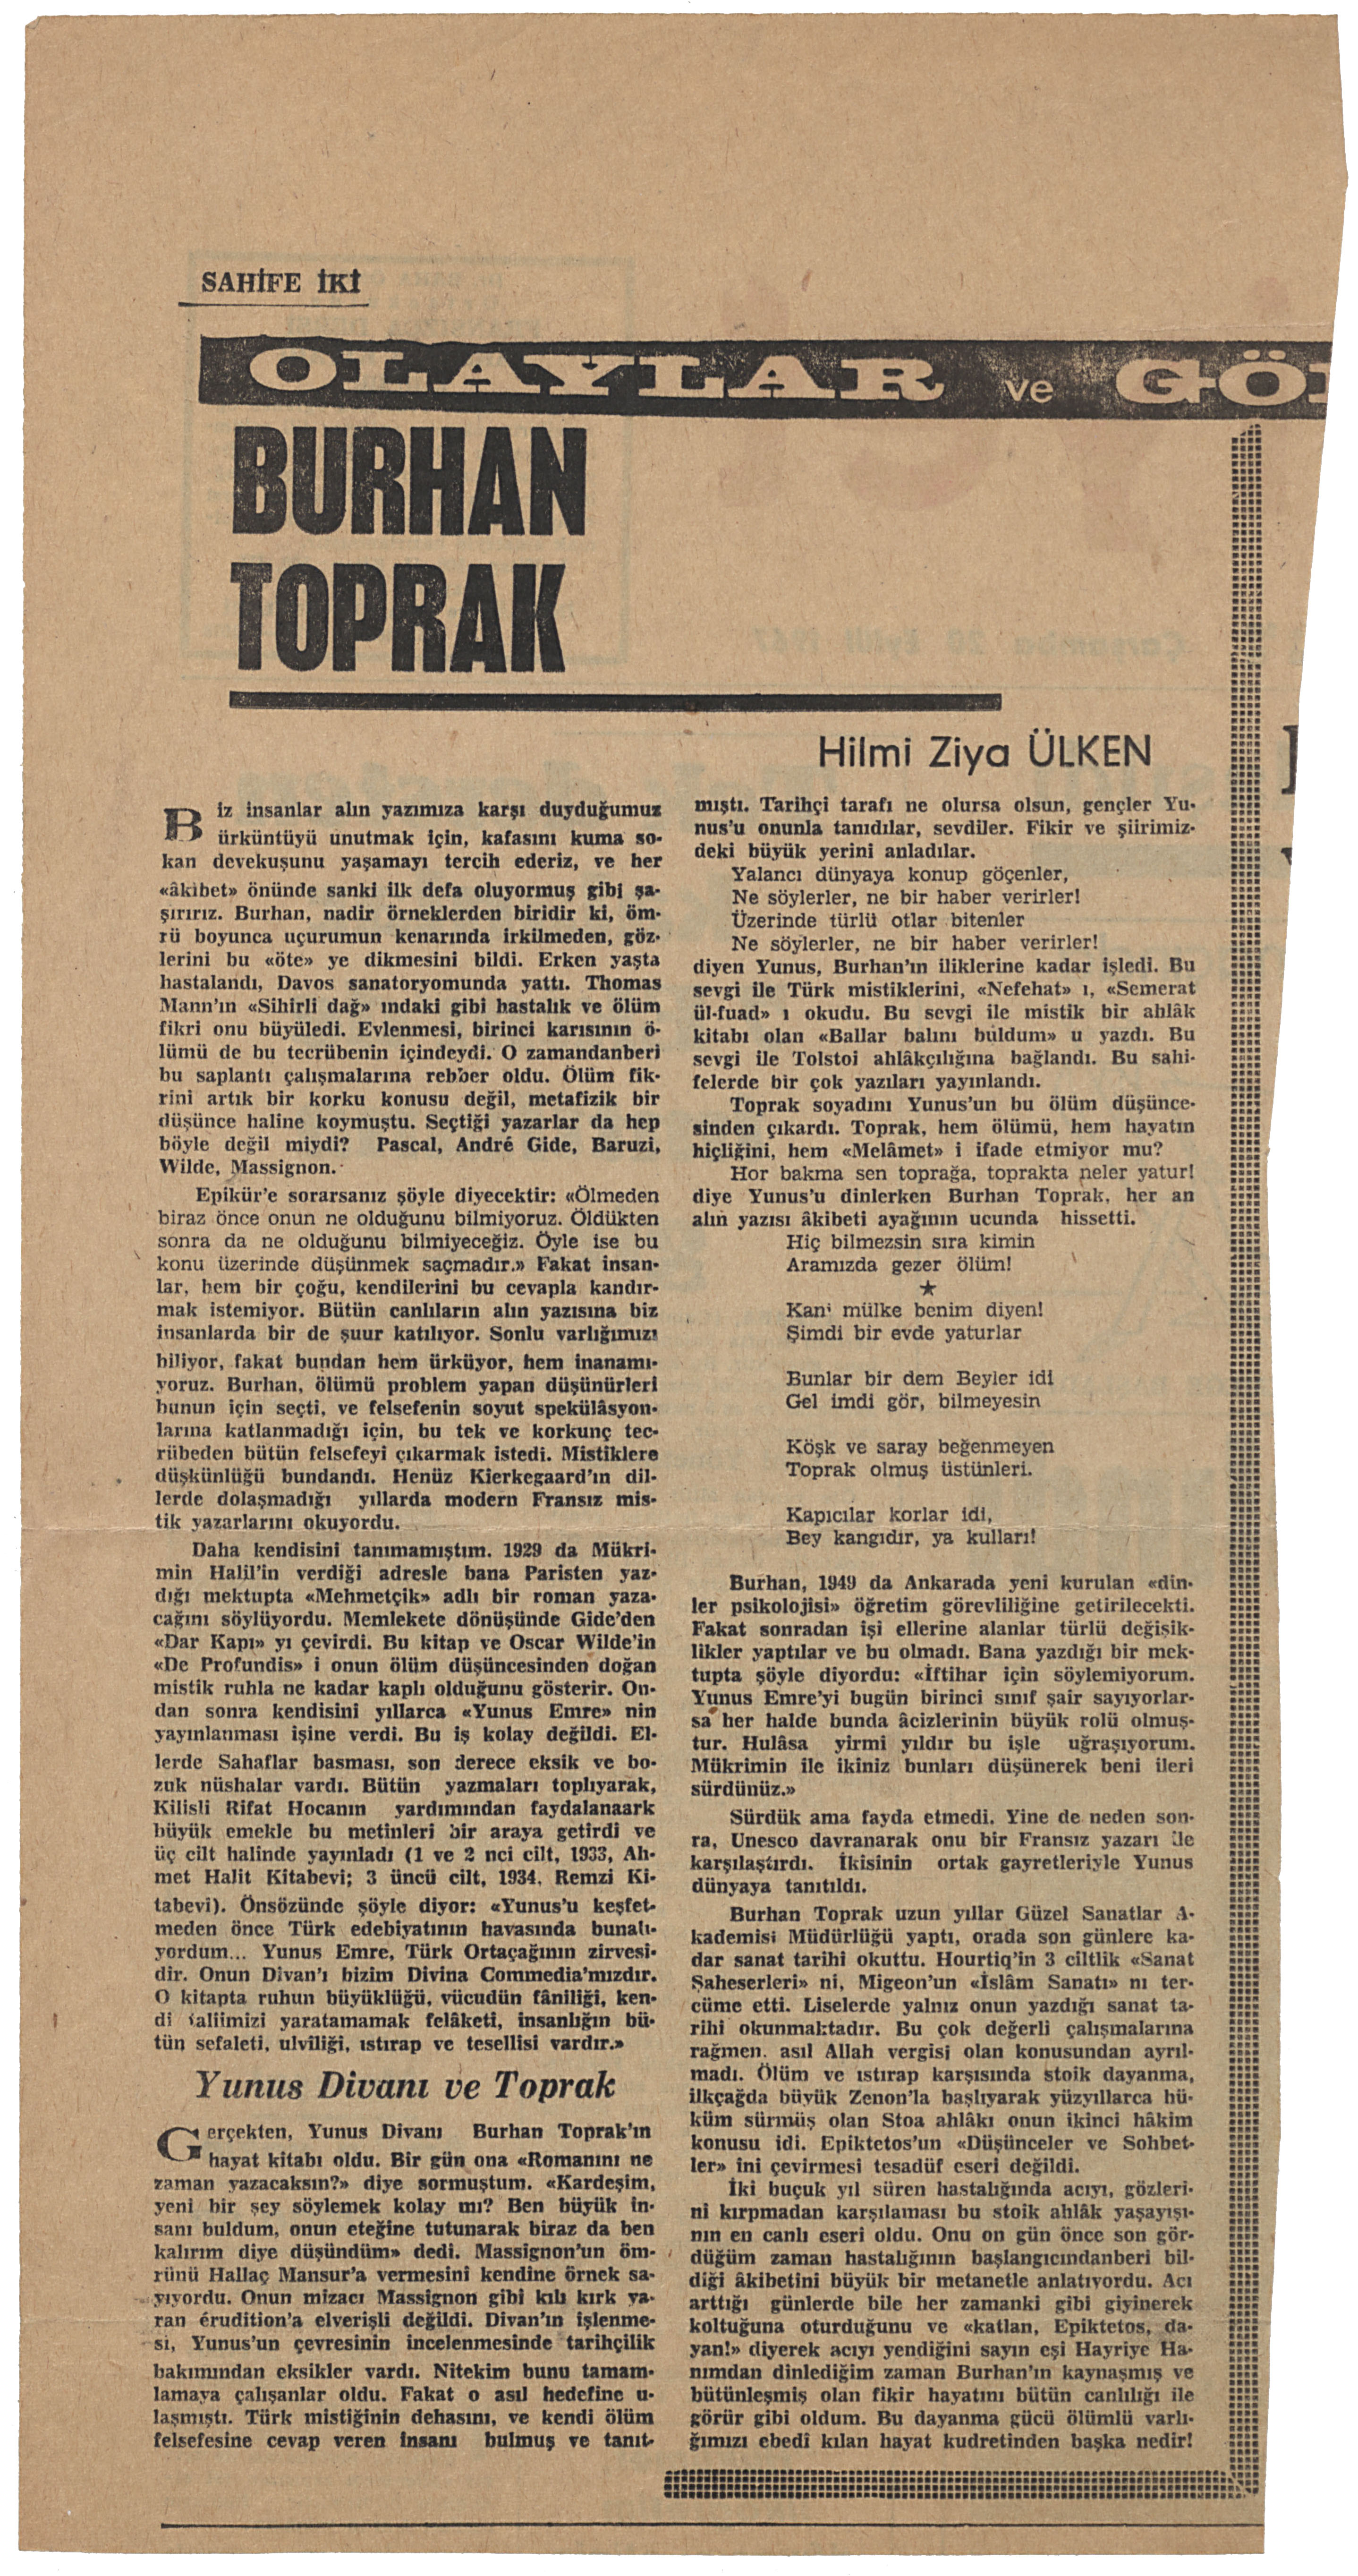 SAHİFE İKİ
OLAYLAR ve GÖ
BURHAN
TOPRAK
Hilmi Ziya ÜLKEN
Biz insanlar alın yazımıza karşı duyduğumuz
ürküntüyü unutmak için, kafasını kuma so-
kan devekuşunu yaşamayı tercih ederiz, ve her
«âkibet» önünde sanki ilk defa oluyormuş gibi şa-
şırırız. Burhan, nadir örneklerden biridir ki, öm-
rü boyunca uçurumun kenarında irkilmeden, göz-
lerini bu «öte» ye dikmesini bildi. Erken yaşta
hastalandı, Davos sanatoryomunda yattı. Thomas
Mann'ın «Sihirli dağ» ındaki gibi hastalık ve ölüm
fikri onu büyüledi. Evlenmesi, birinci karısının ö-
lümü de bu tecrübenin içindeydi. O zamandanberi
bu saplantı çalışmalarına rehber oldu. Ölüm fik-
rini artık bir korku konusu değil, metafizik bir
düşünce haline koymuştu. Seçtiği yazarlar da hep
böyle değil miydi? Pascal, André Gide, Baruzi,
Wilde, Massignon.
Epikür'e sorarsanız şöyle diyecektir: «Ölmeden
biraz önce onun ne olduğunu bilmiyoruz. Öldükten
sonra da ne olduğunu bilmiyeceğiz. Öyle ise bu
konu üzerinde düşünmek saçmadır.» Fakat insan-
lar, hem bir çoğu, kendilerini bu cevapla kandır-
mak istemiyor. Bütün canlıların alın yazısına biz
insanlarda bir de şuur katılıyor. Sonlu varlığımızı
biliyor, fakat bundan hem ürküyor, hem inanamı-
yoruz. Burhan, ölümü problem yapan düşünürleri
bunun için seçti, ve felsefenin soyut spekülâsyon-
larına katlanmadığı için, bu tek ve korkunç tec-
rübeden bütün felsefeyi çıkarmak istedi. Mistiklere
düşkünlüğü bundandı. Henüz Kierkegaard'ın dil-
lerde dolaşmadığı yıllarda modern Fransız mis-
tik yazarlarını okuyordu.
Daha kendisini tanımamıştım. 1929 da Mükri-
min Halil'in verdiği adresle bana Paristen yaz-
dığı mektupta «Mehmetçik» adlı bir roman yaza-
cağını söylüyordu. Memlekete dönüşünde Gide'den
«Dar Kapı» yı çevirdi. Bu kitap ve Oscar Wilde'in
«De Profundis» i onun ölüm düşüncesinden doğan
mistik ruhla ne kadar kaplı olduğunu gösterir. On-
dan sonra kendisini yıllarca «Yunus Emre» nin
yayınlanması işine verdi. Bu iş kolay değildi. El-
lerde Sahaflar basması, son derece eksik ve bo-
zuk nüshalar vardı. Bütün yazmaları toplıyarak,
Kilisli Rifat Hocanın yardımından faydalanaark
büyük emekle bu metinleri bir araya getirdi ve
üç cilt halinde yayınladı (1 ve 2 nci cilt, 1933, Ah-
met Halit Kitabevi; 3 üncü cilt, 1934, Remzi Ki-
tabevi). Önsözünde şöyle diyor: «Yunus'u keşfet-
meden önce Türk edebiyatının havasında bunalı-
yordum... Yunus Emre, Türk Ortaçağının zirvesi-
dir. Onun Divan'ı bizim Divina Commedia'mızdır.
O kitapta ruhun büyüklüğü, vücudün fâniliği, ken-
di taliimizi yaratamamak felâketi, insanlığın bü-
tün sefaleti, ulviliği, ıstırap ve tesellisi vardır.»
Yunus Divanı ve Toprak
Gerçekten, Yunus Divanı Burhan Toprak'ın
hayat kitabı oldu. Bir gün ona «Romanını ne
zaman yazacaksın?» diye sormuştum. «Kardeşim,
yeni bir şey söylemek kolay mı? Ben büyük in-
sanı buldum, onun eteğine tutunarak biraz da ben
kalırım diye düşündüm» dedi. Massignon'un öm-
rünü Hallaç Mansur'a vermesini kendine örnek sa-
yıyordu. Onun mizacı Massignon gibi kılı kırk ya-
ran érudition'a elverişli değildi. Divan'ın işlenme-
si, Yunus'un çevresinin incelenmesinde tarihçilik
bakımından eksikler vardı. Nitekim bunu tamam-
lamaya çalışanlar oldu. Fakat o asıl hedefine u-
laşmıştı. Türk mistiğinin dehasını, ve kendi ölüm
felsefesine cevap veren insanı bulmuş ve tanıt-
mıştı. Tarihçi tarafı ne olursa olsun, gençler Yu-
nus'u onunla tanıdılar, sevdiler. Fikir ve şiirimiz-
deki büyük yerini anladılar.
Yalancı dünyaya konup göçenler,
Ne söylerler, ne bir haber verirler!
Üzerinde türlü otlar bitenler
Ne söylerler, ne bir haber verirler!
diyen Yunus, Burhan'ın iliklerine kadar işledi. Bu
sevgi ile Türk mistiklerini, «Nefehat» ı, «Semerat
ül-fuad» ı okudu. Bu sevgi ile mistik bir ahlâk
kitabı olan «Ballar balını buldum» u yazdı. Bu
sevgi ile Tolstoi ahlâkçılığına bağlandı. Bu sahi-
felerde bir çok yazıları yayınlandı.
Toprak soyadını Yunus'un bu ölüm düşünce-
sinden çıkardı. Toprak, hem ölümü, hem hayatın
hiçliğini, hem «Melâmet» i ifade etmiyor mu?
Hor bakma sen toprağa, toprakta neler yatur!
diye Yunus'u dinlerken Burhan Toprak, her an
alın yazısı âkibeti ayağının ucunda hissetti.
Hiç bilmezsin sıra kimin
Aramızda gezer ölüm!
★
Kani mülke benim diyen!
Şimdi bir evde yaturlar
Bunlar bir dem Beyler idi
Gel imdi gör, bilmeyesin
Köşk ve saray beğenmeyen
Toprak olmuş üstünleri.
Kapıcılar korlar idi,
Bey kangıdır, ya kulları!
Burhan, 1949 da Ankarada yeni kurulan «din-
ler psikolojisi» öğretim görevliliğine getirilecekti.
Fakat sonradan işi ellerine alanlar türlü değişik-
likler yaptılar ve bu olmadı. Bana yazdığı bir mek-
tupta şöyle diyordu: «İftihar için söylemiyorum.
Yunus Emre'yi bugün birinci sınıf şair sayıyorlar-
sa her halde bunda âcizlerinin büyük rolü olmuş-
tur. Hulâsa yirmi yıldır bu işle uğraşıyorum.
Mükrimin ile ikiniz bunları düşünerek beni ileri
sürdünüz.»
Sürdük ama fayda etmedi. Yine de neden son-
ra, Unesco davranarak onu bir Fransız yazarı ile
karşılaştırdı. İkisinin ortak gayretleriyle Yunus
dünyaya tanıtıldı.
Burhan Toprak uzun yıllar Güzel Sanatlar A-
kademisi Müdürlüğü yaptı, orada son günlere ka-
dar sanat tarihi okuttu. Hourtiq'in 3 ciltlik «Sanat
Şaheserleri» ni, Migeon'un «İslâm Sanatı» nı ter-
cüme etti. Liselerde yalnız onun yazdığı sanat ta-
rihi okunmaktadır. Bu çok değerli çalışmalarına
rağmen, asıl Allah vergisi olan konusundan ayrıl-
madı. Ölüm ve ıstırap karşısında stoik dayanma,
ilkçağda büyük Zenon'la başlıyarak yüzyıllarca hü-
küm sürmüş olan Stoa ahlâkı onun ikinci hâkim
konusu idi. Epiktetos'un «Düşünceler ve Sohbet-
ler» ini çevirmesi tesadüf eseri değildi.
İki buçuk yıl süren hastalığında acıyı, gözleri-
ni kırpmadan karşılaması bu stoik ahlâk yaşayışı-
nın en canlı eseri oldu. Onu on gün önce son gör-
düğüm zaman hastalığının başlangıcındanberi bil-
diği âkibetini büyük bir metanetle anlatıyordu. Acı
arttığı günlerde bile her zamanki gibi giyinerek
koltuğuna oturduğunu ve «katlan, Epiktetos, da-
yan!» diyerek acıyı yendiğini sayın eşi Hayriye Ha-
nımdan dinlediğim zaman Burhan'ın kaynaşmış ve
bütünleşmiş olan fikir hayatını bütün canlılığı ile
görür gibi oldum. Bu dayanma gücü ölümlü varlı-
ğımızı ebedi kılan hayat kudretinden başka nedir!